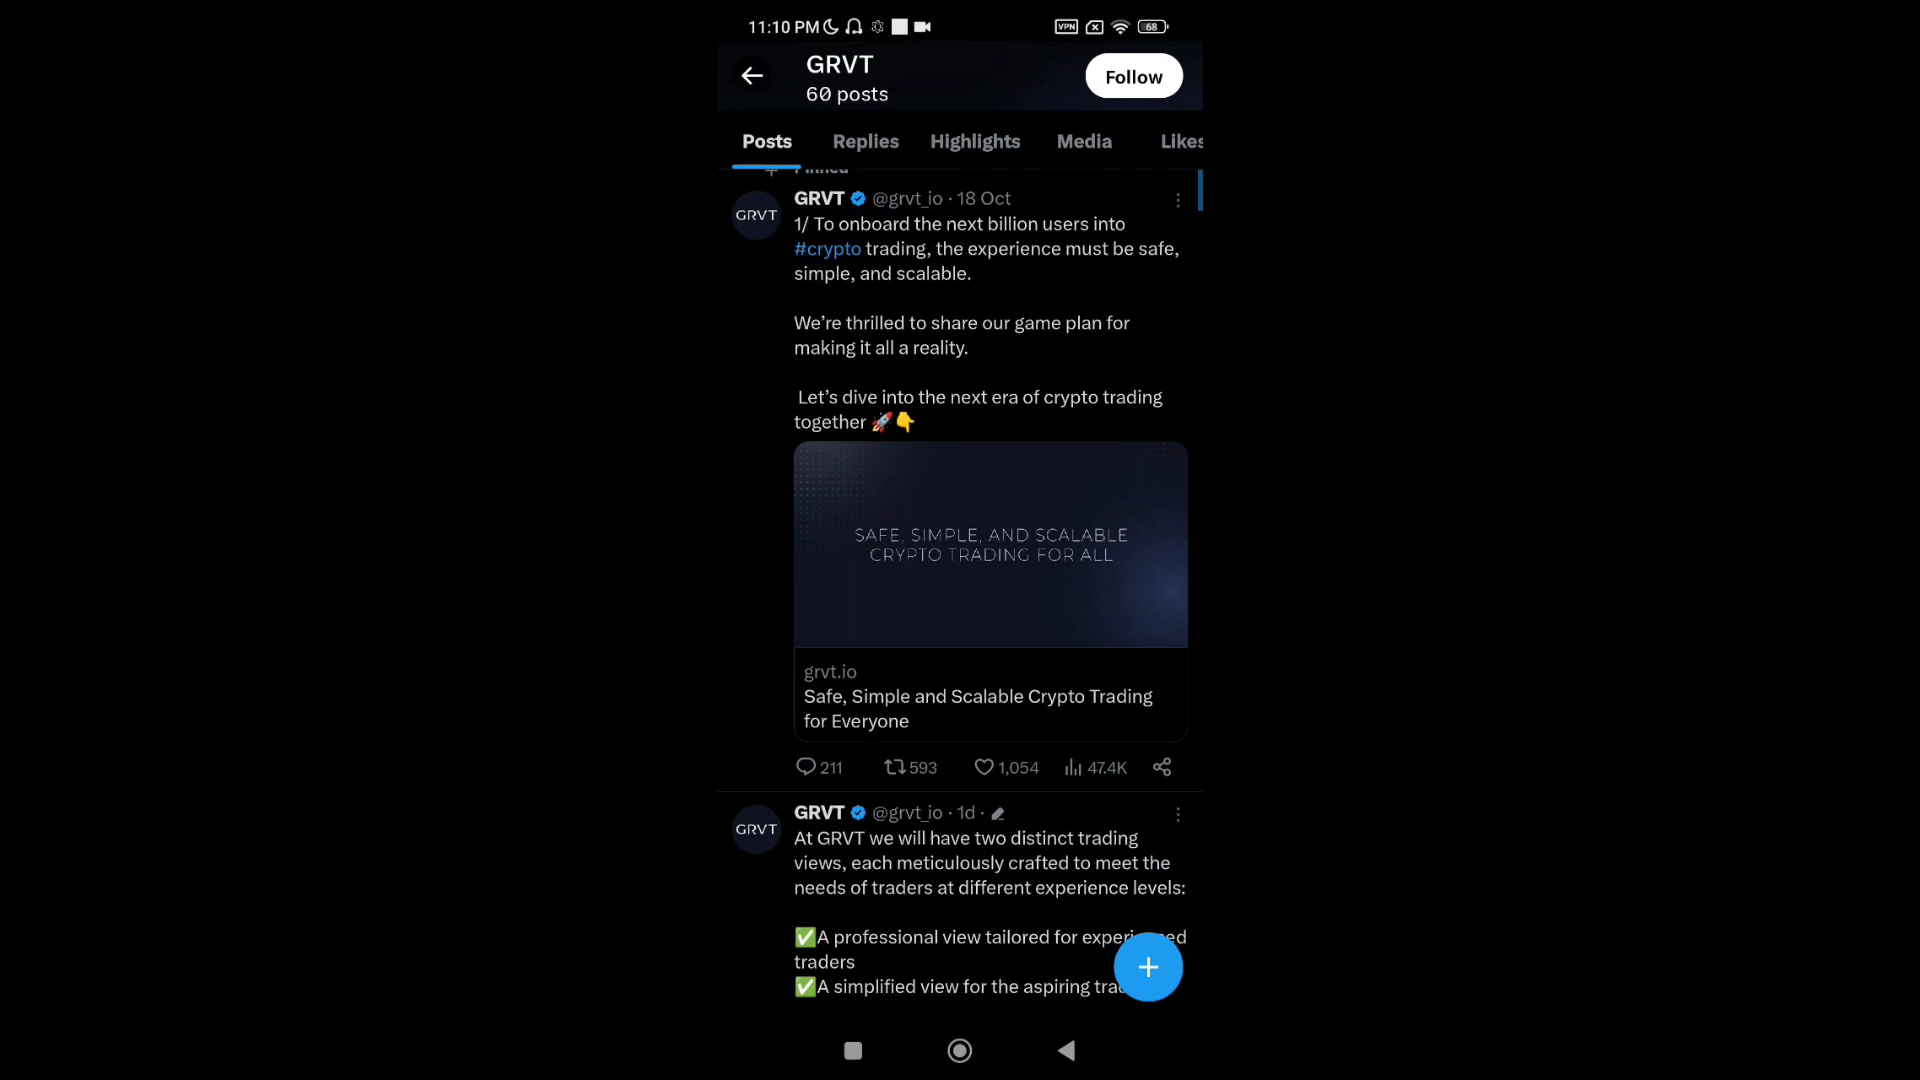 11:10 PM
VPN
68
GRVT
60 posts
Follow
Posts Replies Highlights Media Likes
Pinned
GRVT @grvt_io · 18 Oct
GRVT
1/ To onboard the next billion users into
#crypto trading, the experience must be safe,
simple, and scalable.
We’re thrilled to share our game plan for
making it all a reality.
Let’s dive into the next era of crypto trading
together 🚀👇
SAFE, SIMPLE, AND SCALABLE
CRYPTO TRADING FOR ALL
grvt.io
Safe, Simple and Scalable Crypto Trading
for Everyone
211 593 1,054 47.4K
GRVT @grvt_io · 1d ·
GRVT
At GRVT we will have two distinct trading
views, each meticulously crafted to meet the
needs of traders at different experience levels:
✅A professional view tailored for experienced
traders
✅A simplified view for the aspiring